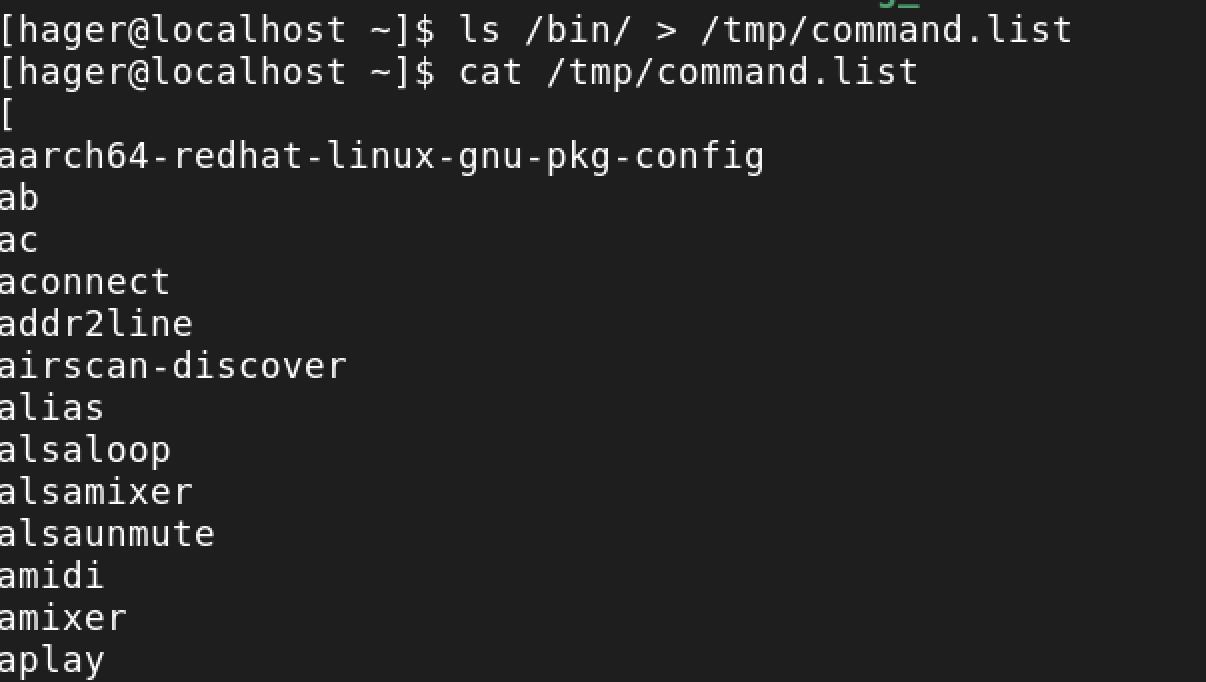 [hager@localhost ~]$ ls /bin/ > /tmp/command.list
[hager@localhost ~]$ cat /tmp/command.list
[
aarch64-redhat-linux-gnu-pkg-config
ab
ac
aconnect
addr2line
airscan-discover
alias
alsaloop
alsamixer
alsaunmute
amidi
amixer
aplay